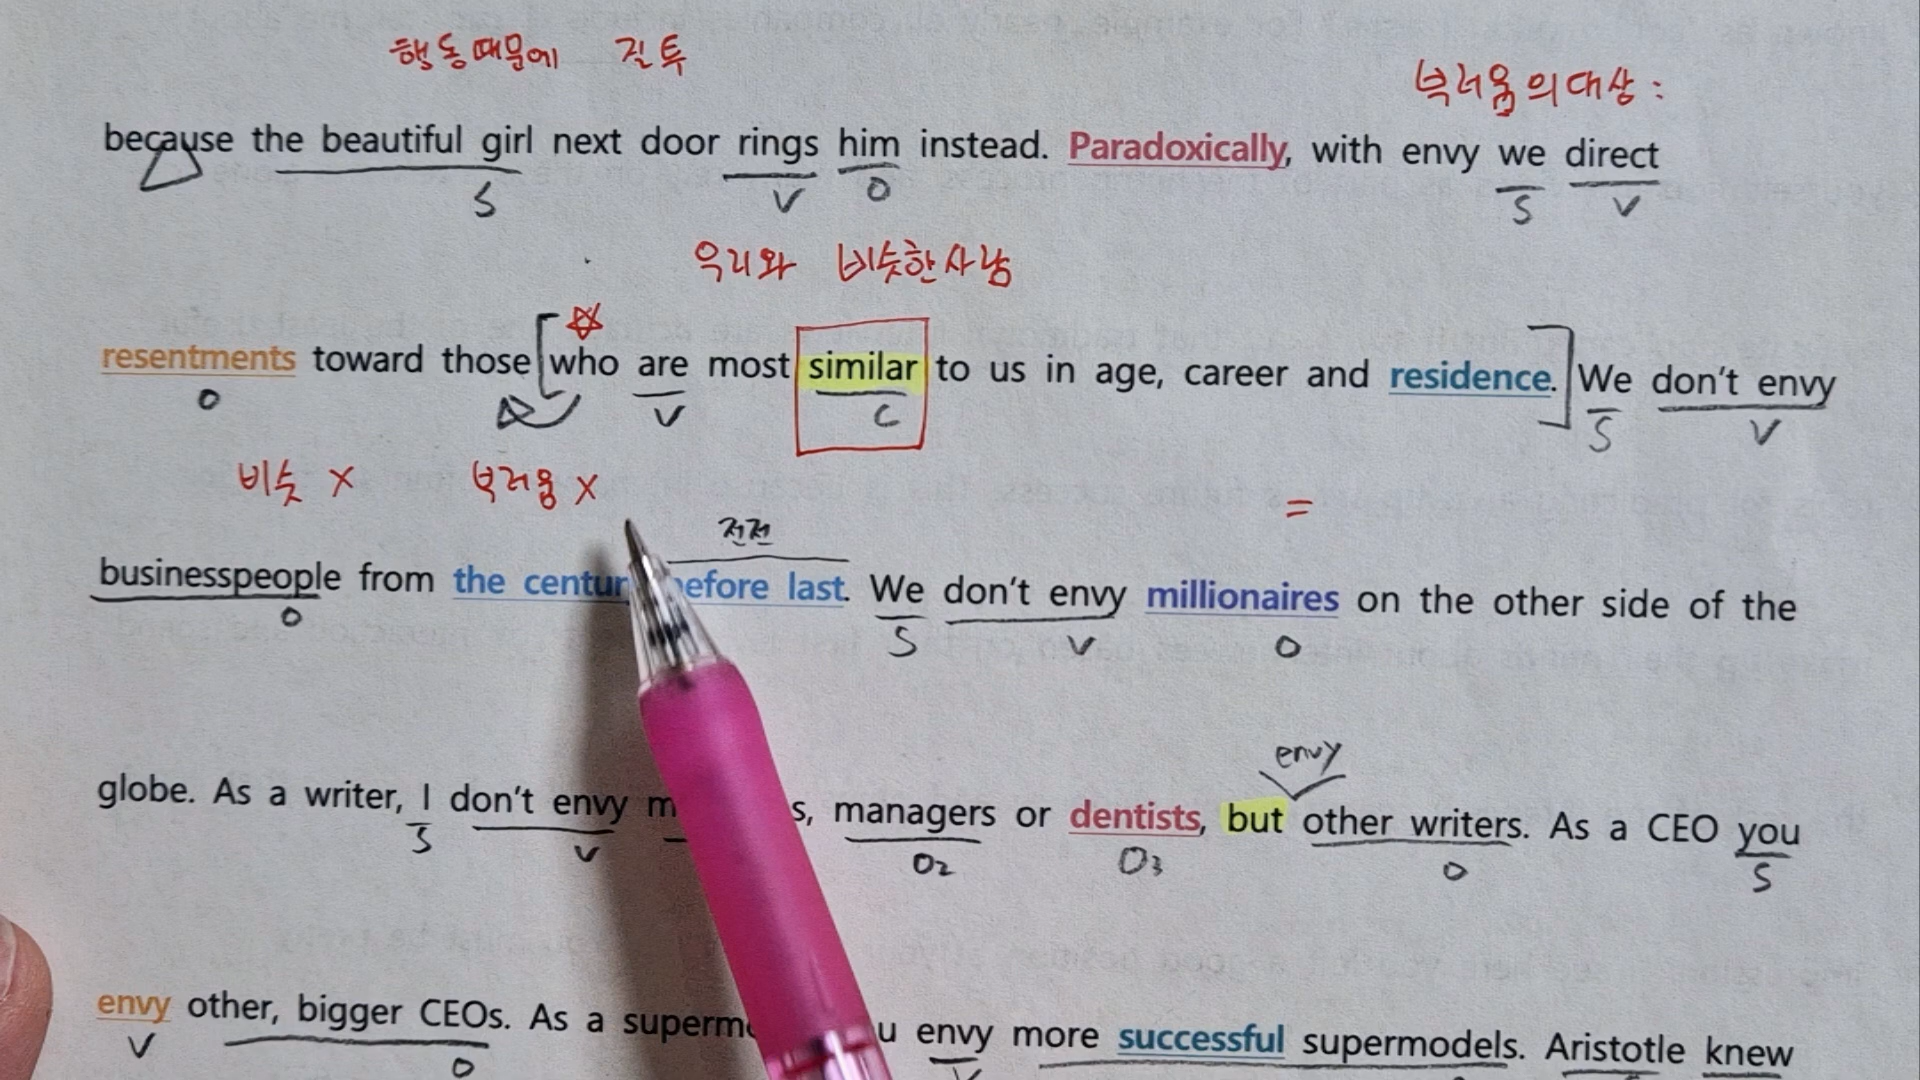 행동때문에 질투
부러움의대상:
because the beautiful girl next door rings him instead. Paradoxically, with envy we direct
S V O S V
우리와 비슷한사람
resentments toward those who are most similar to us in age, career and residence. We don't envy
O V C S V
비슷 X 부러움 X =
전전
businesspeople from the before last. We don't envy millionaires on the other side of the
O S V O
envy
globe. As a writer, I don't envy managers or dentists, but other writers. As a CEO you
S V O2 O3 O S
envy other, bigger CEOs. As a envy more successful supermodels. Aristotle knew
V O V